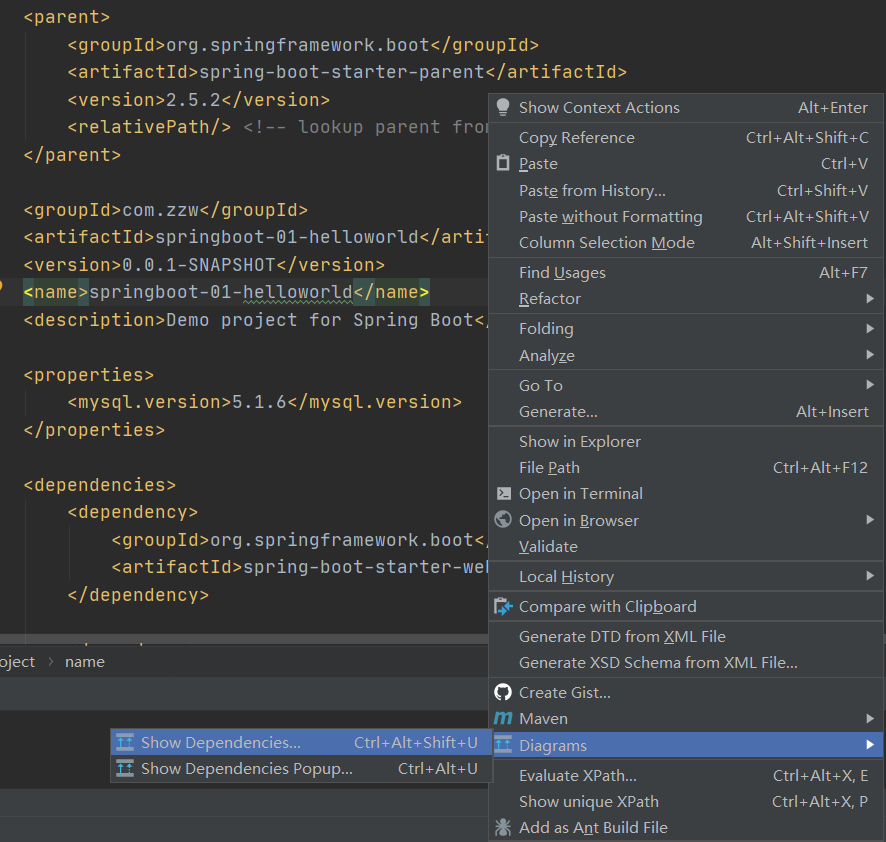 <parent>
<groupId>org.springframework.boot</groupId>
<artifactId>spring-boot-starter-parent</artifactId>
<version>2.5.2</version>
<relativePath/> <!-- lookup parent from
</parent>
<groupId>com.zzw</groupId>
<artifactId>springboot-01-helloworld</arti
<version>0.0.1-SNAPSHOT</version>
<name>springboot-01-helloworld</name>
<description>Demo project for Spring Boot</
<properties>
<mysql.version>5.1.6</mysql.version>
</properties>
<dependencies>
<dependency>
<groupId>org.springframework.boot</
<artifactId>spring-boot-starter-web
</dependency>
oject › name
Show Context Actions Alt+Enter
Copy Reference Ctrl+Alt+Shift+C
Paste Ctrl+V
Paste from History... Ctrl+Shift+V
Paste without Formatting Ctrl+Alt+Shift+V
Column Selection Mode Alt+Shift+Insert
Find Usages Alt+F7
Refactor
Folding
Analyze
Go To
Generate... Alt+Insert
Show in Explorer
File Path Ctrl+Alt+F12
Open in Terminal
Open in Browser
Validate
Local History
Compare with Clipboard
Generate DTD from XML File
Generate XSD Schema from XML File...
Create Gist...
Maven
Diagrams
Evaluate XPath... Ctrl+Alt+X, E
Show unique XPath Ctrl+Alt+X, P
Add as Ant Build File
Show Dependencies... Ctrl+Alt+Shift+U
Show Dependencies Popup... Ctrl+Alt+U